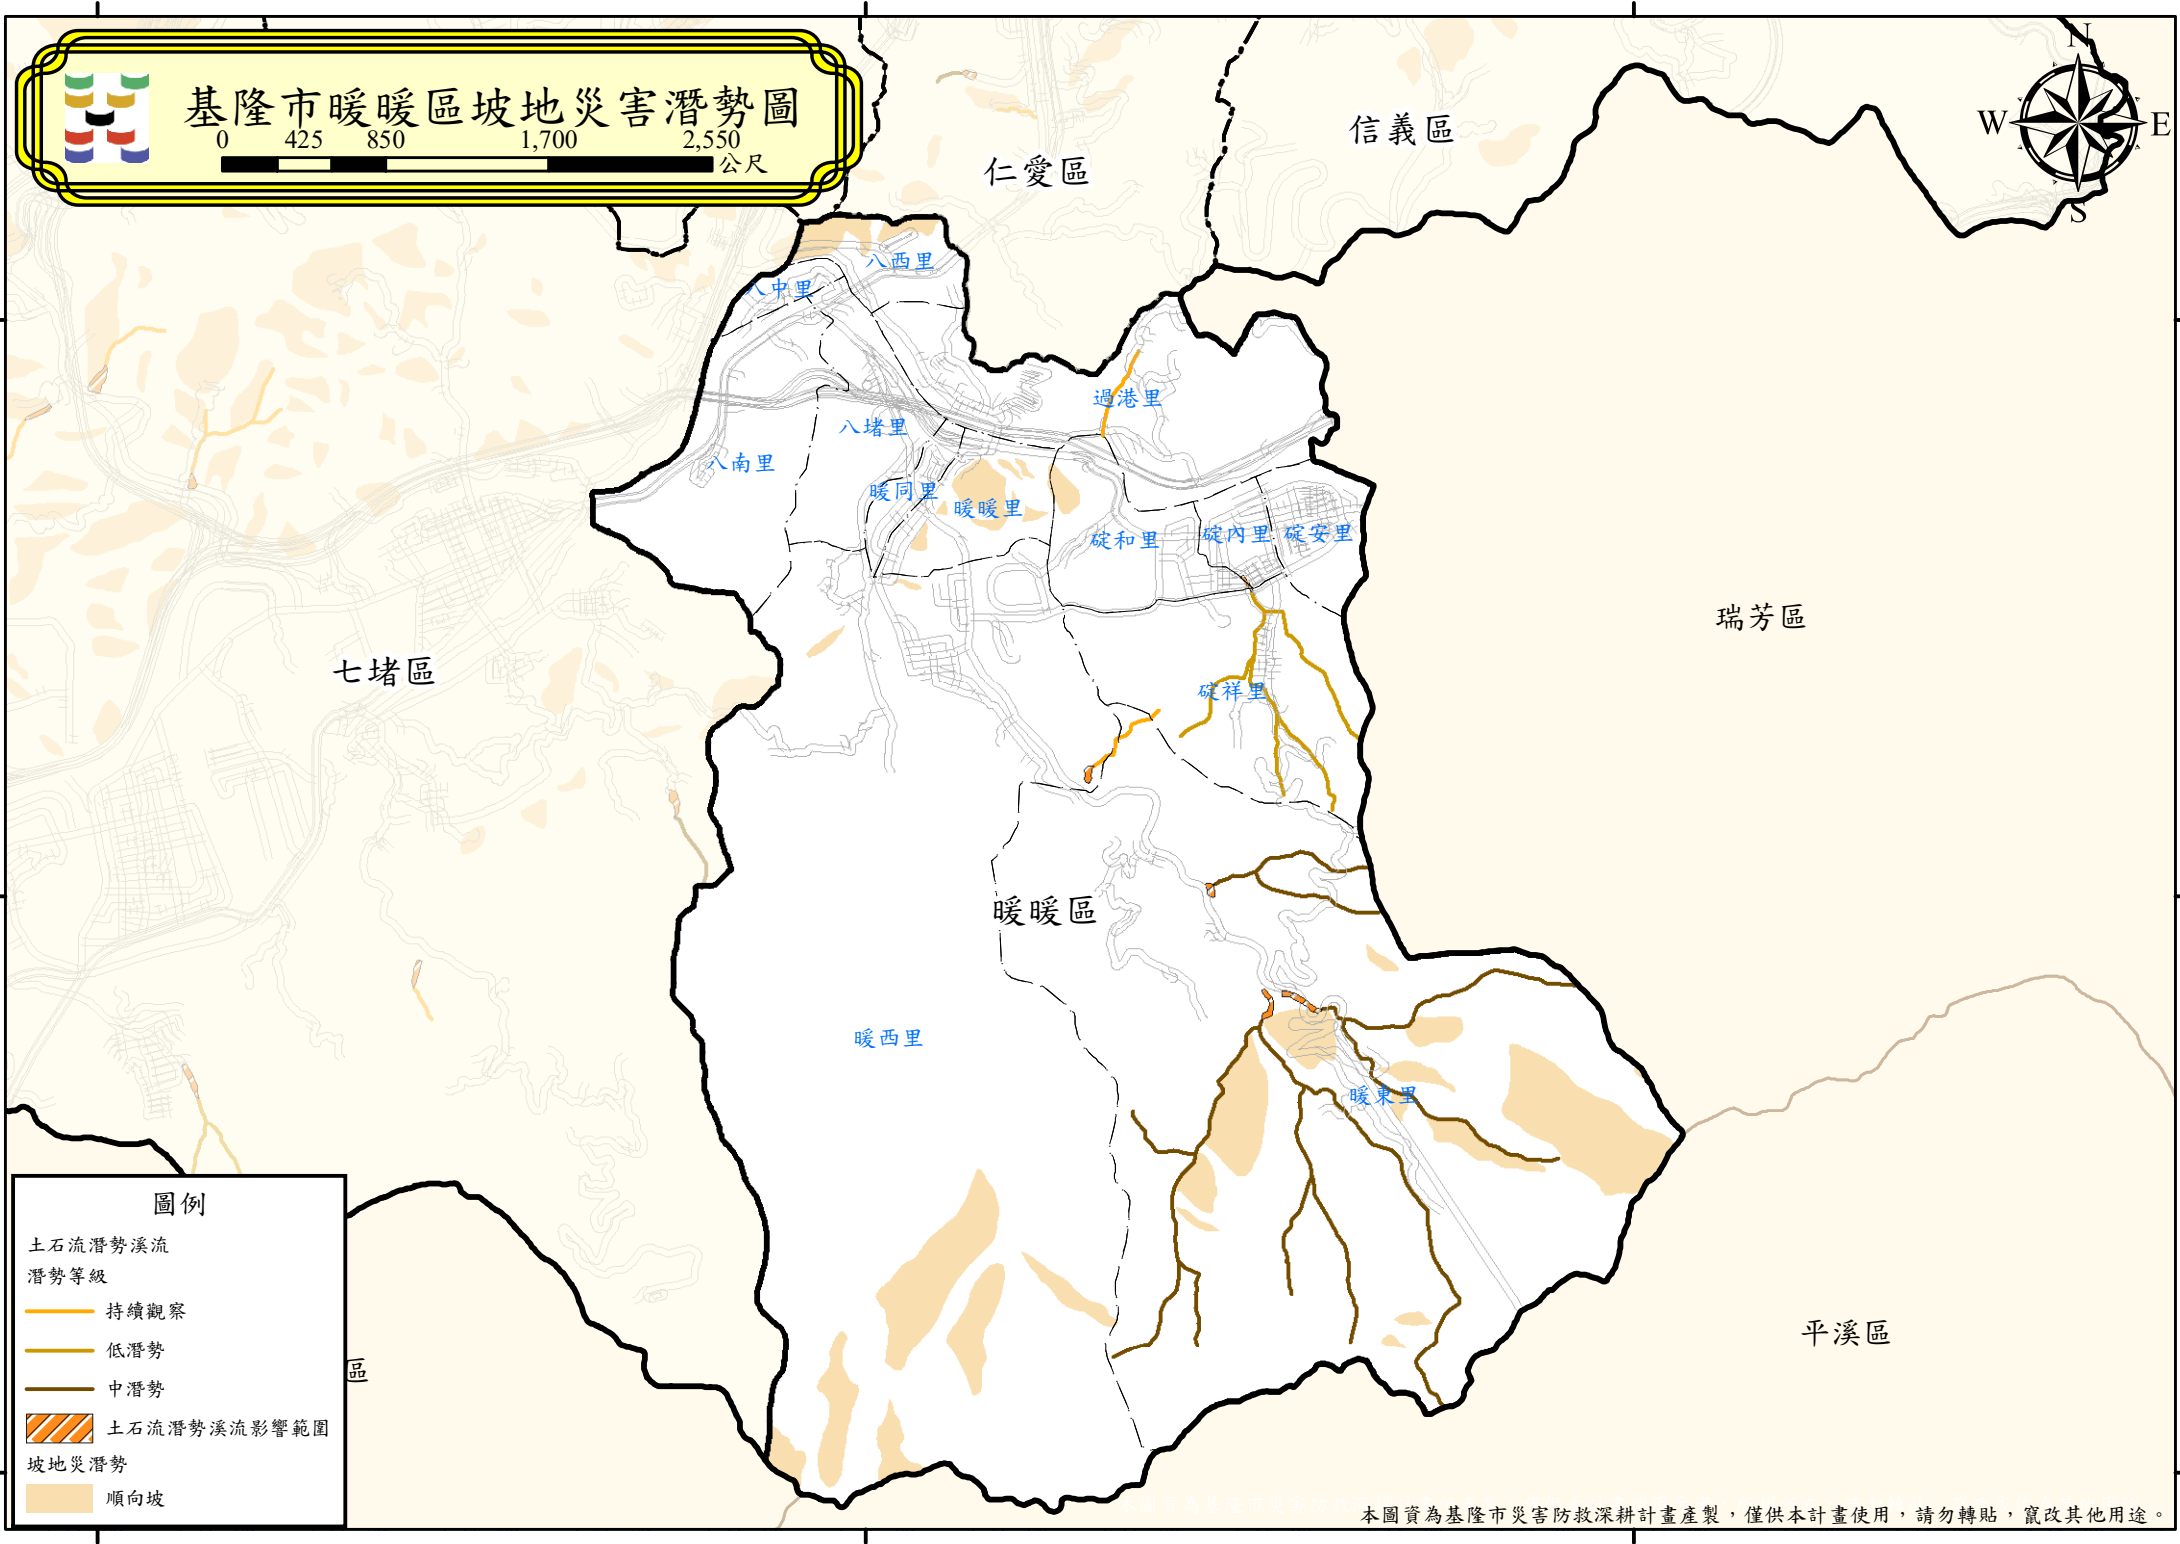 基隆市暖暖區坡地災害潛勢圖
0 425 850 1,700 2,550
公尺
N
W E
S
仁愛區
信義區
八西里
八中里
過港里
八堵里
八南里
暖同里
暖暖里
碇和里
碇內里
碇安里
瑞芳區
七堵區
碇祥里
暖暖區
暖西里
暖東里
平溪區
區
圖例
土石流潛勢溪流
潛勢等級
持續觀察
低潛勢
中潛勢
土石流潛勢溪流影響範圍
坡地災潛勢
順向坡
本圖資為基隆市災害防救深耕計畫產製，僅供本計畫使用，請勿轉貼，竄改其他用途。